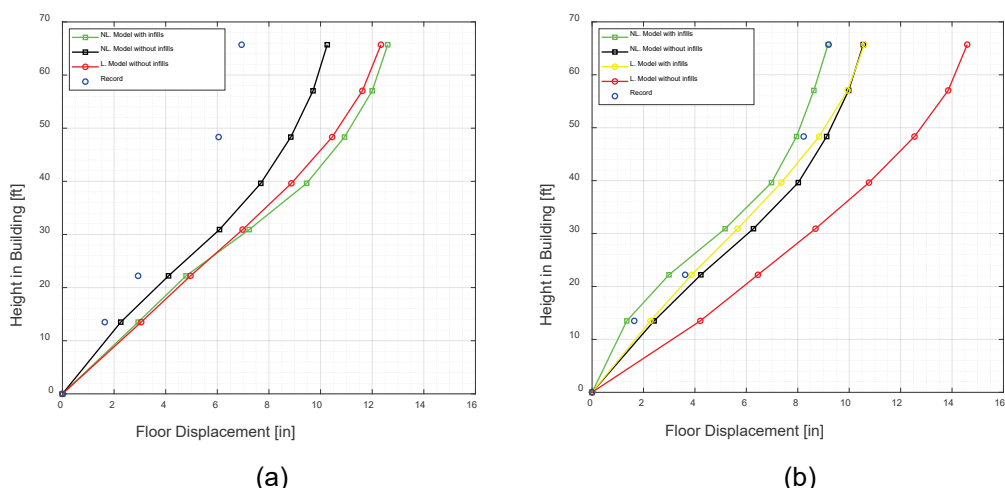 70
60
50
40
30
20
10
0
Height in Building [ft]
NL. Model with infills
NL. Model without infills
L. Model without infills
Record
0 2 4 6 8 10 12 14 16
Floor Displacement [in]
(a)
70
60
50
40
30
20
10
0
Height in Building [ft]
NL. Model with infills
NL. Model without infills
L. Model with infills
L. Model without infills
Record
0 2 4 6 8 10 12 14 16
Floor Displacement [in]
(b)